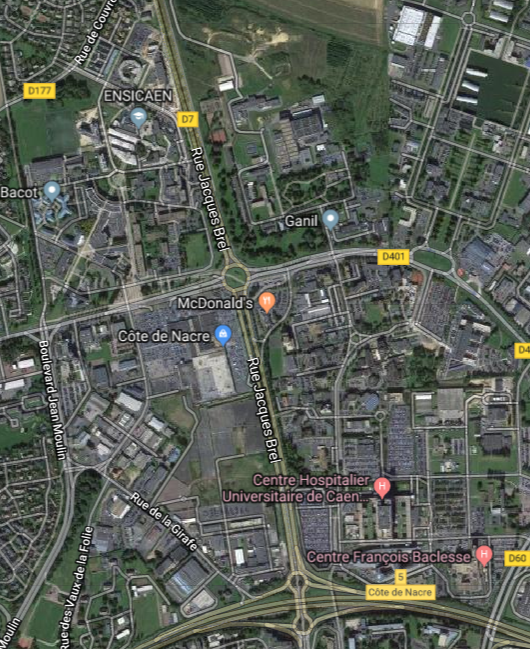 Rue de Couvre
D177
ENSICAEN
D7
Bacot
Rue Jacques Brel
Ganil
D401
McDonald's
Côte de Nacre
D4
Boulevard Jean Moulin
Rue Jacques Brel
Centre Hospitalier
Universitaire de Caen...
Rue de la Girafe
Centre François Baclesse
D60
5
Côte de Nacre
Rue des Vaux de la Folie
Moulin